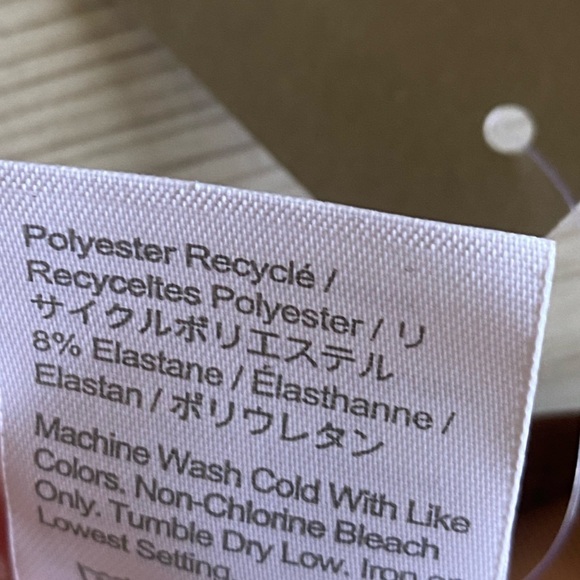 Polyester Recyclé /
Recyceltes Polyester / リ
サイクルポリエステル
8% Elastane / Élasthanne /
Elastan / ポリウレタン
Machine Wash Cold With Like
Colors. Non-Chlorine Bleach
Only. Tumble Dry Low. Iron on
Lowest Setting.